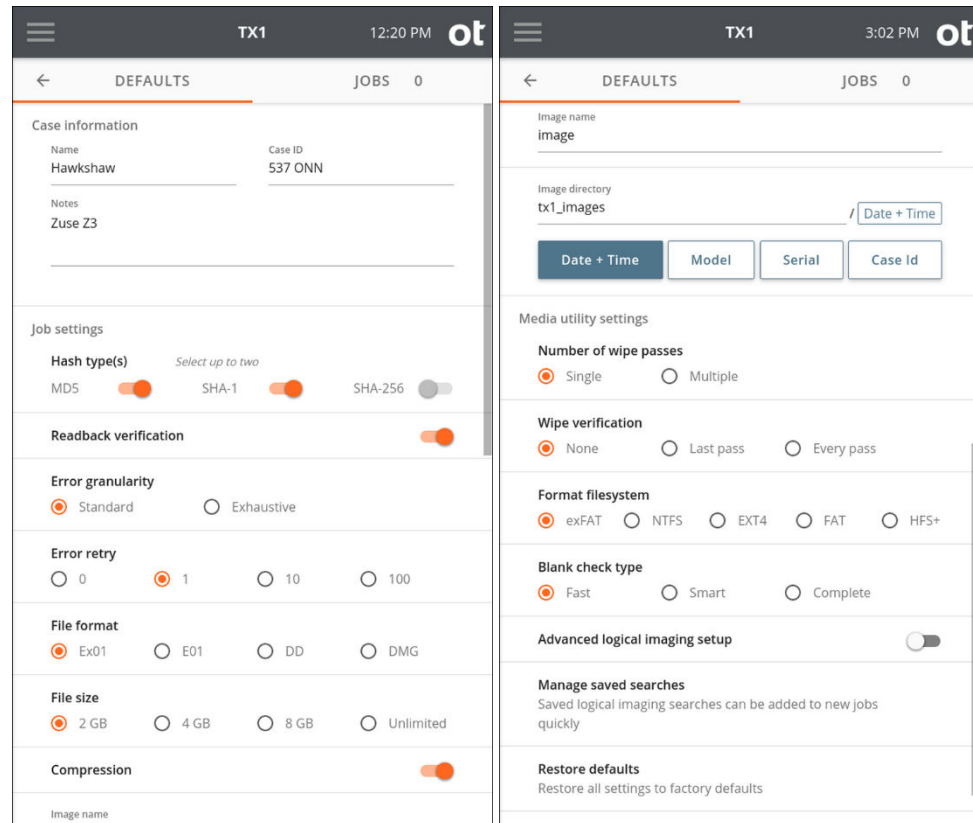 TX1 12:20 PM ot
DEFAULTS JOBS 0
Case information
Name Case ID
Hawkshaw 537 ONN
Notes
Zuse Z3
Job settings
Hash type(s) Select up to two
MD5 SHA-1 SHA-256
Readback verification
Error granularity
Standard Exhaustive
Error retry
0 1 10 100
File format
Ex01 E01 DD DMG
File size
2 GB 4 GB 8 GB Unlimited
Compression
Image name
TX1 3:02 PM ot
DEFAULTS JOBS 0
Image name
image
Image directory
tx1_images / Date + Time
Date + Time Model Serial Case Id
Media utility settings
Number of wipe passes
Single Multiple
Wipe verification
None Last pass Every pass
Format filesystem
exFAT NTFS EXT4 FAT HFS+
Blank check type
Fast Smart Complete
Advanced logical imaging setup
Manage saved searches
Saved logical imaging searches can be added to new jobs
quickly
Restore defaults
Restore all settings to factory defaults